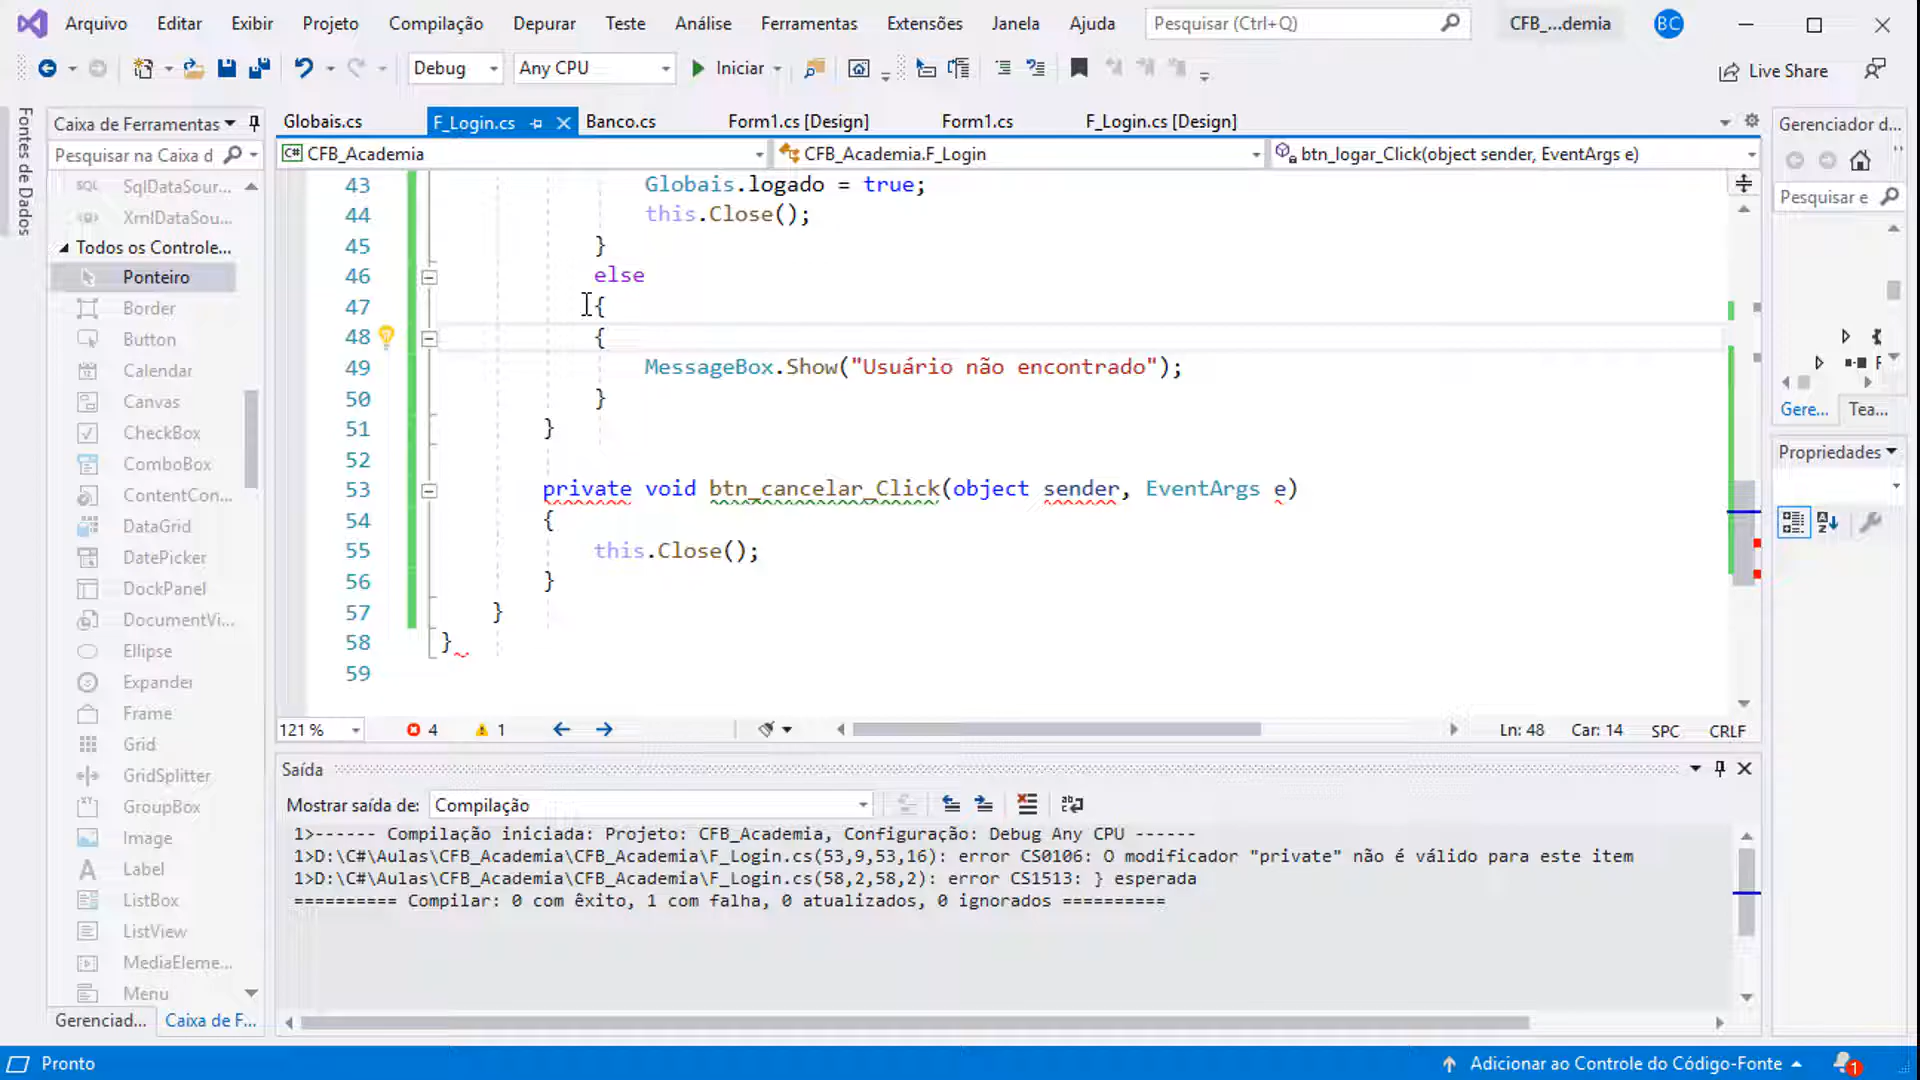 Arquivo Editar Exibir Projeto Compilação Depurar Teste Análise Ferramentas Extensões Janela Ajuda Pesquisar (Ctrl+Q) CFB_...demia BC
Debug Any CPU Iniciar Live Share
Fontes de Dados
Caixa de Ferramentas
Pesquisar na Caixa d
SQL SqlDataSour...
XmlDataSou...
Todos os Controle...
Ponteiro
Border
Button
Calendar
Canvas
CheckBox
ComboBox
ContentCon...
DataGrid
DatePicker
DockPanel
DocumentVi...
Ellipse
Expander
Frame
Grid
GridSplitter
GroupBox
Image
Label
ListBox
ListView
MediaEleme...
Menu
Gerenciad... Caixa de F...
Globais.cs F_Login.cs Banco.cs Form1.cs [Design] Form1.cs F_Login.cs [Design]
C# CFB_Academia CFB_Academia.F_Login btn_logar_Click(object sender, EventArgs e)
43 Globais.logado = true;
44 this.Close();
45 }
46 else
47 {
48 {
49 MessageBox.Show("Usuário não encontrado");
50 }
51 }
52
53 private void btn_cancelar_Click(object sender, EventArgs e)
54 {
55 this.Close();
56 }
57 }
58 }
59
121 % 4 1 Ln: 48 Car: 14 SPC CRLF
Saída
Mostrar saída de: Compilação
1>------ Compilação iniciada: Projeto: CFB_Academia, Configuração: Debug Any CPU ------
1>D:\C#\Aulas\CFB_Academia\CFB_Academia\F_Login.cs(53,9,53,16): error CS0106: O modificador "private" não é válido para este item
1>D:\C#\Aulas\CFB_Academia\CFB_Academia\F_Login.cs(58,2,58,2): error CS1513: } esperada
========== Compilar: 0 com êxito, 1 com falha, 0 atualizados, 0 ignorados ==========
Gerenciador d...
Pesquisar e
Gere... Tea...
Propriedades
Pronto Adicionar ao Controle do Código-Fonte 1